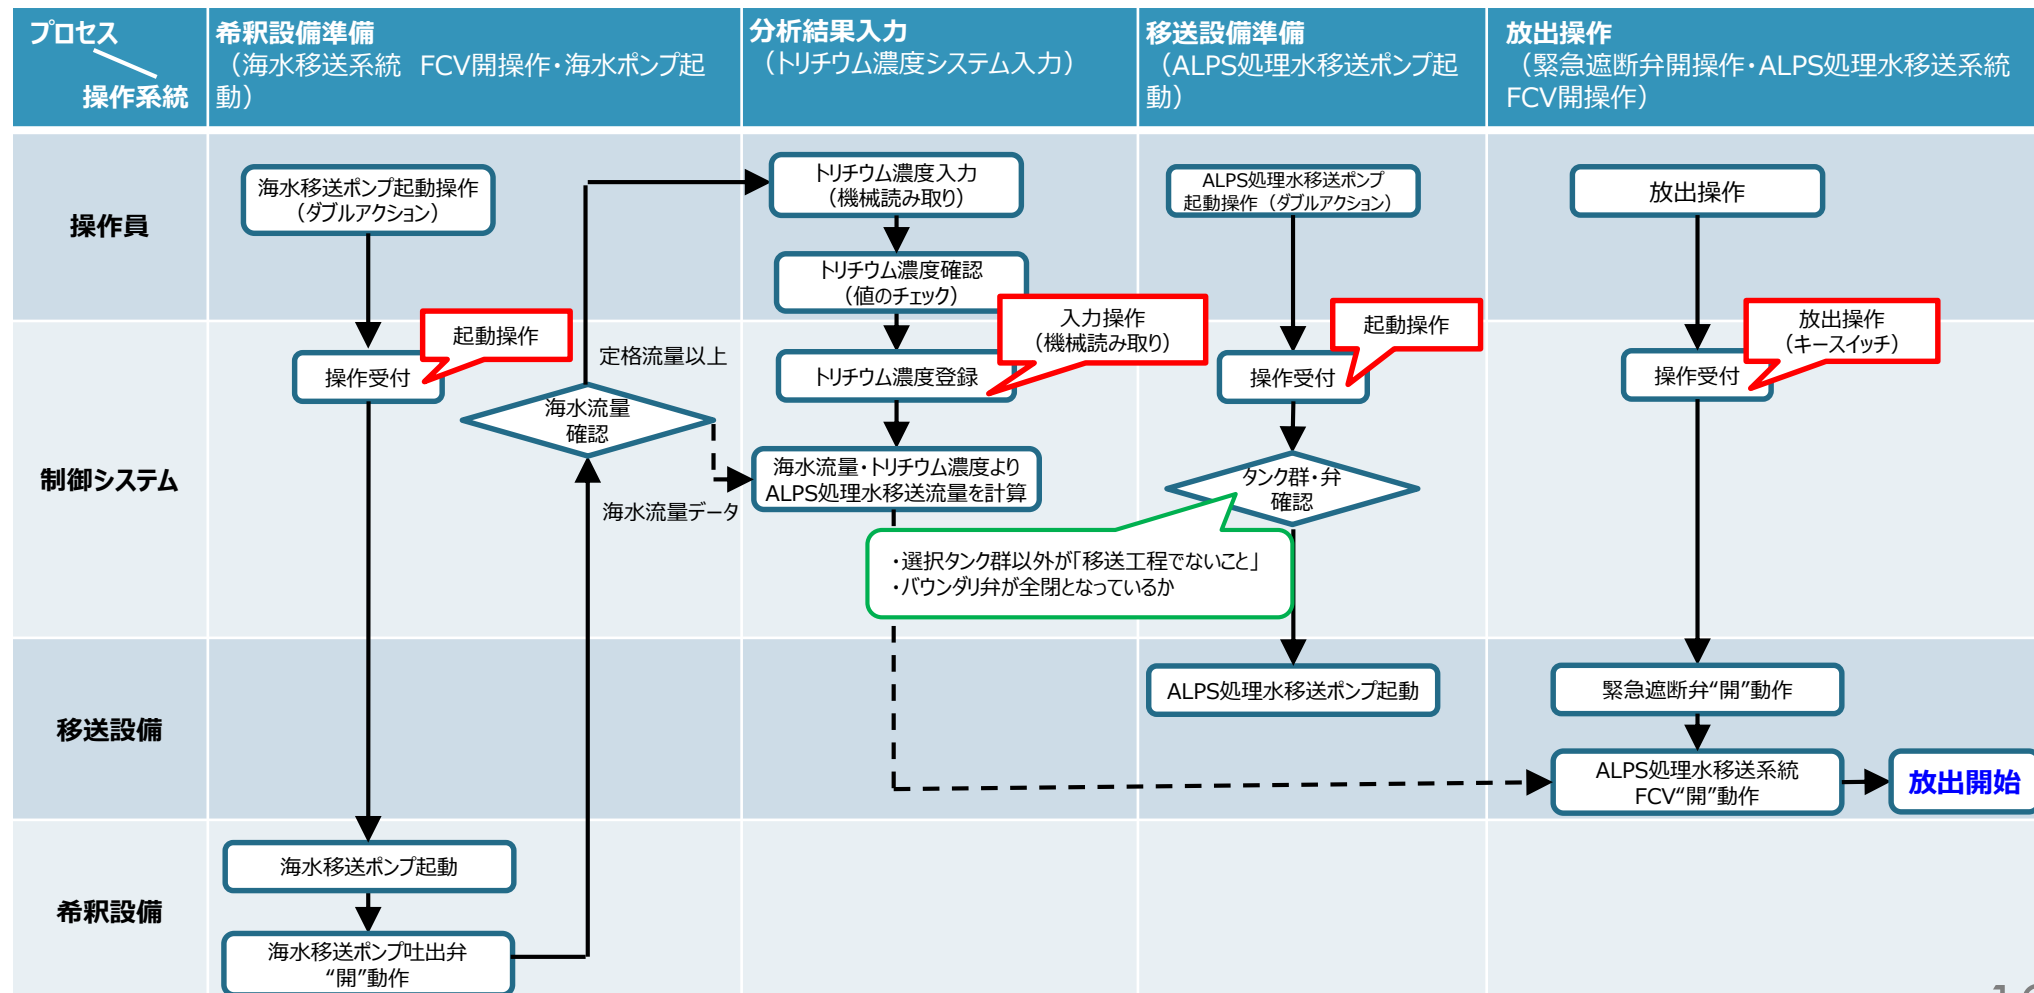 プロセス
操作系統
希釈設備準備
（海水移送系統　FCV開操作・海水ポンプ起
動）
分析結果入力
（トリチウム濃度システム入力）
移送設備準備
（ALPS処理水移送ポンプ起
動）
放出操作
（緊急遮断弁開操作・ALPS処理水移送系統
FCV開操作）
操作員
海水移送ポンプ起動操作
（ダブルアクション）
トリチウム濃度入力
（機械読み取り）
トリチウム濃度確認
（値のチェック）
ALPS処理水移送ポンプ
起動操作（ダブルアクション）
放出操作
制御システム
操作受付
起動操作
定格流量以上
海水流量
確認
海水流量データ
入力操作
（機械読み取り）
トリチウム濃度登録
海水流量・トリチウム濃度より
ALPS処理水移送流量を計算
起動操作
操作受付
タンク群・弁
確認
・選択タンク群以外が「移送工程でないこと」
・バウンダリ弁が全閉となっているか
放出操作
（キースイッチ）
操作受付
移送設備
ALPS処理水移送ポンプ起動
緊急遮断弁“開”動作
ALPS処理水移送系統
FCV“開”動作
放出開始
希釈設備
海水移送ポンプ起動
海水移送ポンプ吐出弁
“開”動作